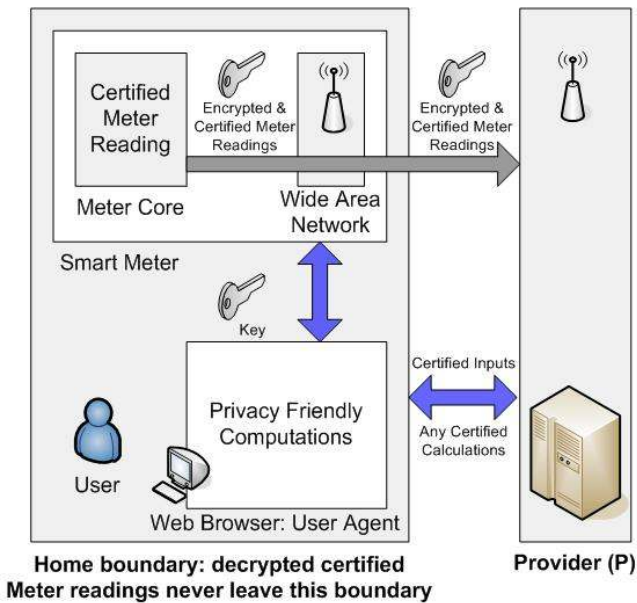 Certified
Meter
Reading
Encrypted &
Certified Meter
Readings
Encrypted &
Certified Meter
Readings
Meter Core
Wide Area
Network
Smart Meter
Key
Certified Inputs
Privacy Friendly
Computations
Any Certified
Calculations
User
Web Browser: User Agent
Home boundary: decrypted certified
Meter readings never leave this boundary
Provider (P)